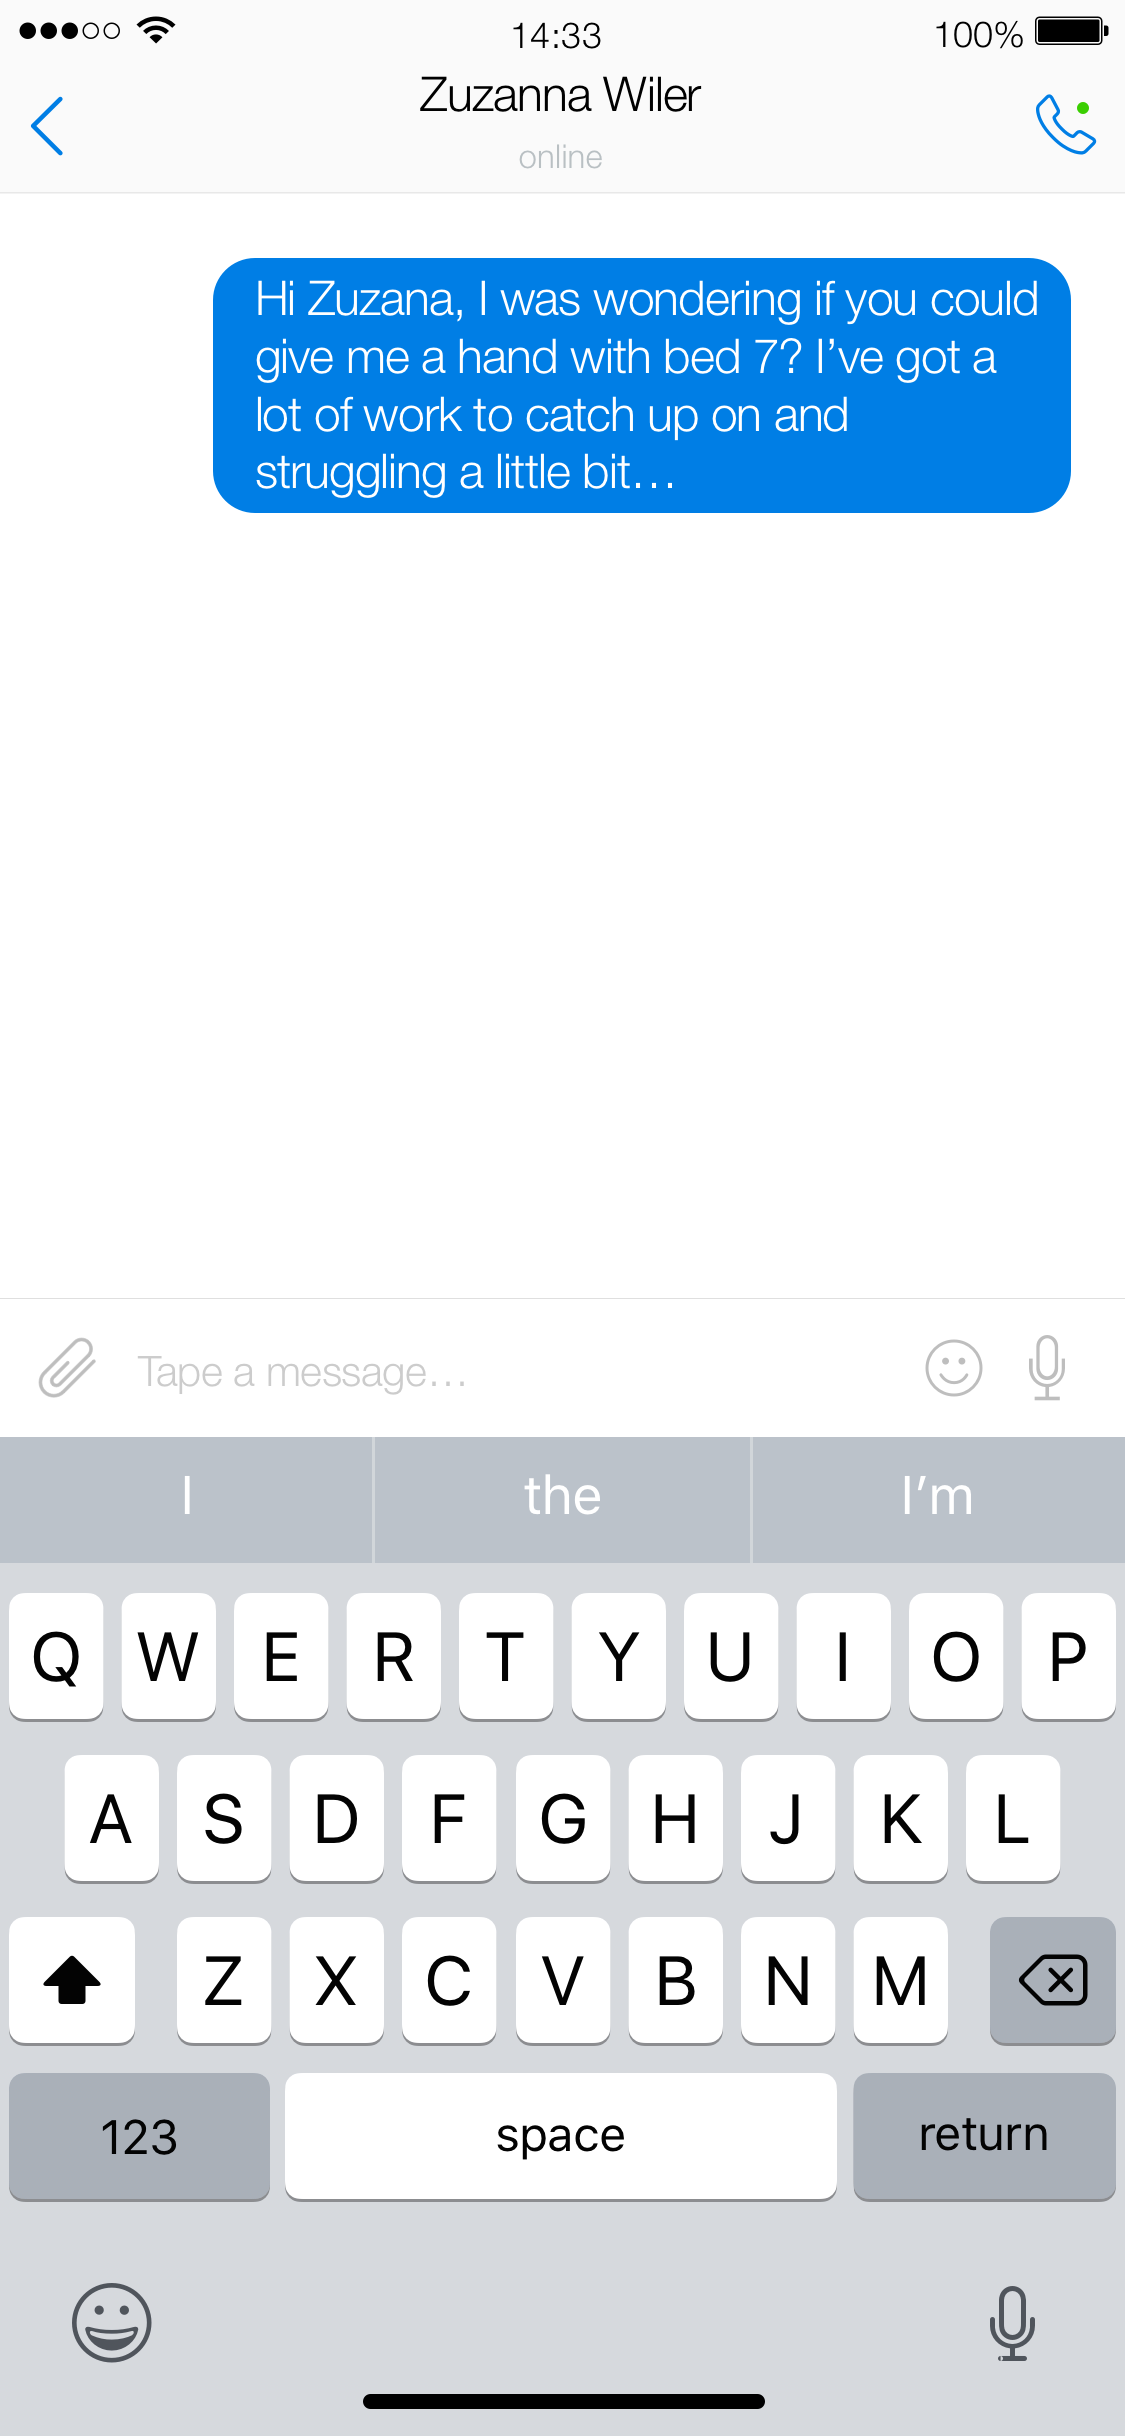 14:33
100%
Zuzanna Wiler
online
Hi Zuzana, I was wondering if you could
give me a hand with bed 7? I’ve got a
lot of work to catch up on and
struggling a little bit…
Tape a message…
I the I’m
Q W E R T Y U I O P
A S D F G H J K L
Z X C V B N M
123 space return